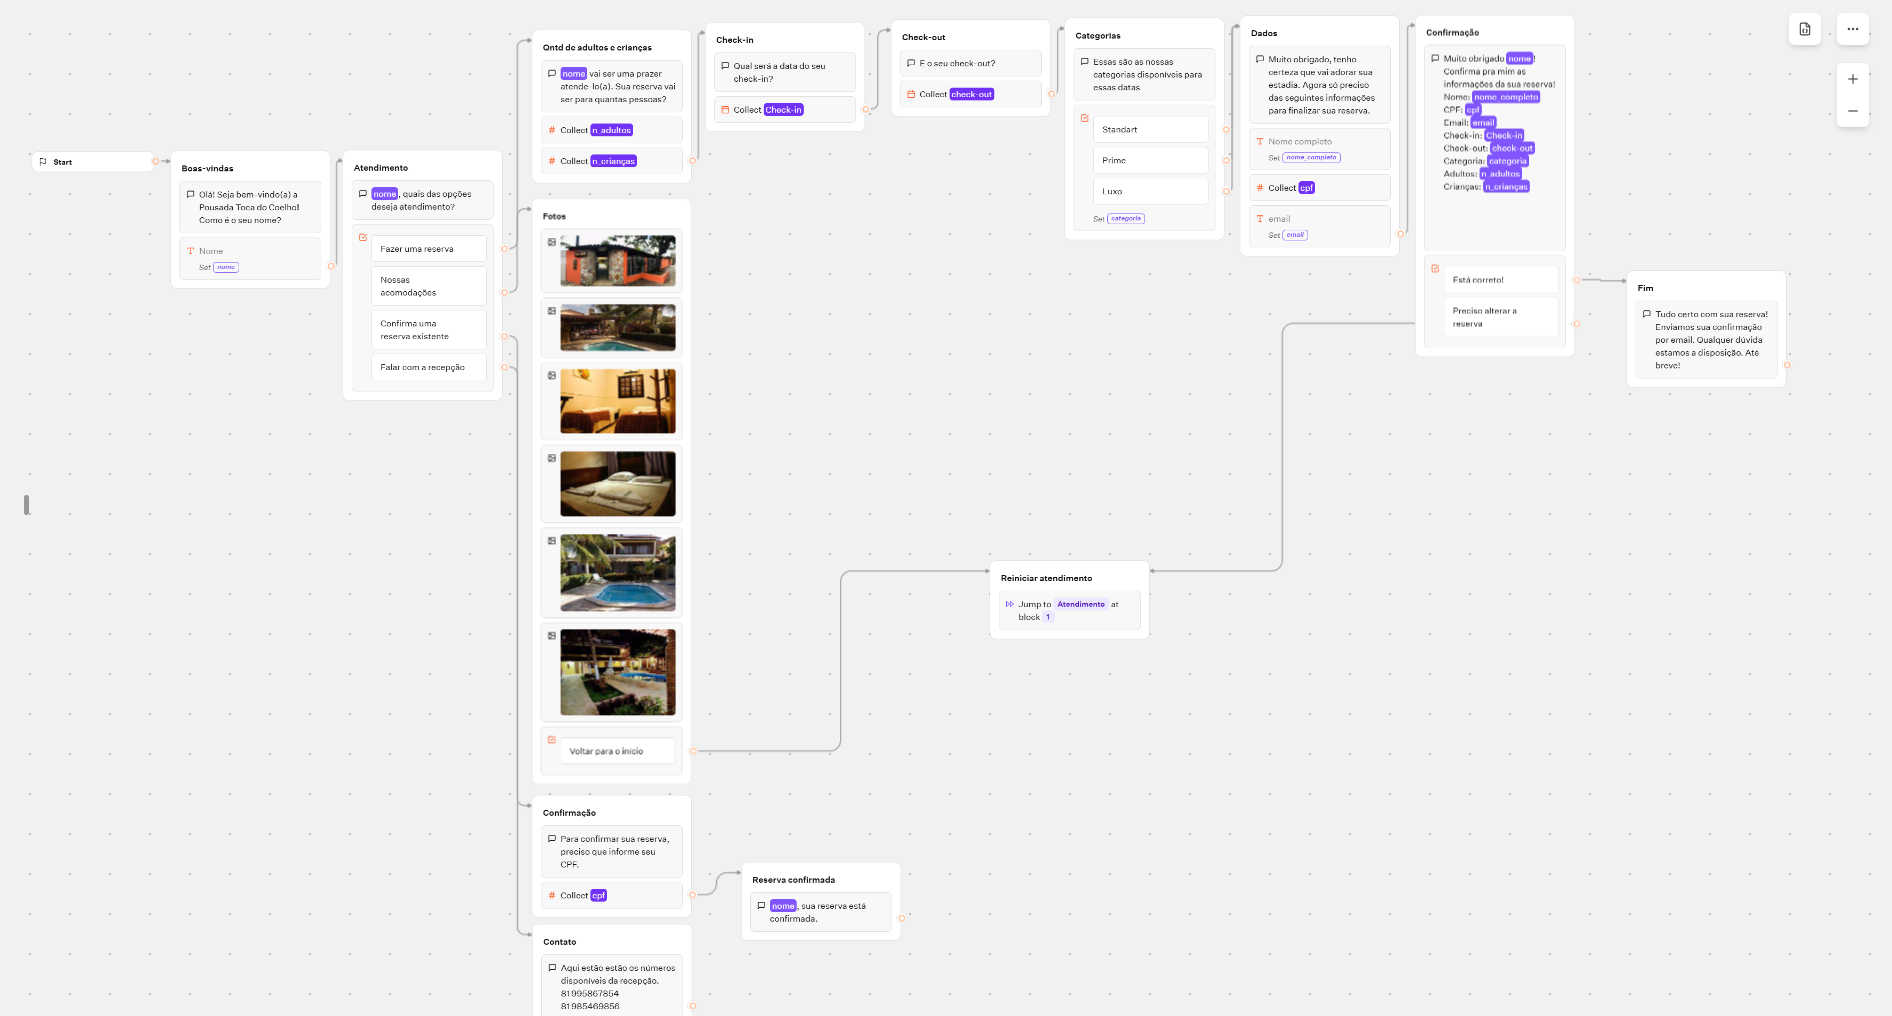 Start
Boas-vindas
Olá! Seja bem-vindo(a) a
Pousada Toca do Coelho!
Como é o seu nome?
Nome
Set nome
Atendimento
nome, quais das opções
deseja atendimento?
Fazer uma reserva
Nossas
acomodações
Confirma uma
reserva existente
Falar com a recepção
Qntd de adultos e crianças
nome vai ser uma prazer
atende-lo(a). Sua reserva vai
ser para quantas pessoas?
Collect n_adultos
Collect n_crianças
Check-in
Qual será a data do seu
check-in?
Collect Check-in
Check-out
E o seu check-out?
Collect check-out
Categorias
Essas são as nossas
categorias disponíveis para
essas datas
Standart
Prime
Luxo
Set categoria
Dados
Muito obrigado, tenho
certeza que vai adorar sua
estadia. Agora só preciso
das seguintes informações
para finalizar sua reserva.
Nome completo
Set nome_completo
Collect cpf
email
Set email
Confirmação
Muito obrigado nome!
Confirma pra mim as
informações da sua reserva!
Nome: nome_completo
CPF: cpf
Email: email
Check-in: Check-in
Check-out: check-out
Categoria: categoria
Adultos: n_adultos
Crianças: n_crianças
Está correto!
Preciso alterar a
reserva
Fim
Tudo certo com sua reserva!
Enviamos sua confirmação
por email. Qualquer dúvida
estamos a disposição. Até
breve!
Fotos
Voltar para o inicio
Reiniciar atendimento
Jump to Atendimento at
block 1
Confirmação
Para confirmar sua reserva,
preciso que informe seu
CPF.
Collect cpf
Reserva confirmada
nome, sua reserva está
confirmada.
Contato
Aqui estão estão os números
disponíveis da recepção.
81995867854
81985469856